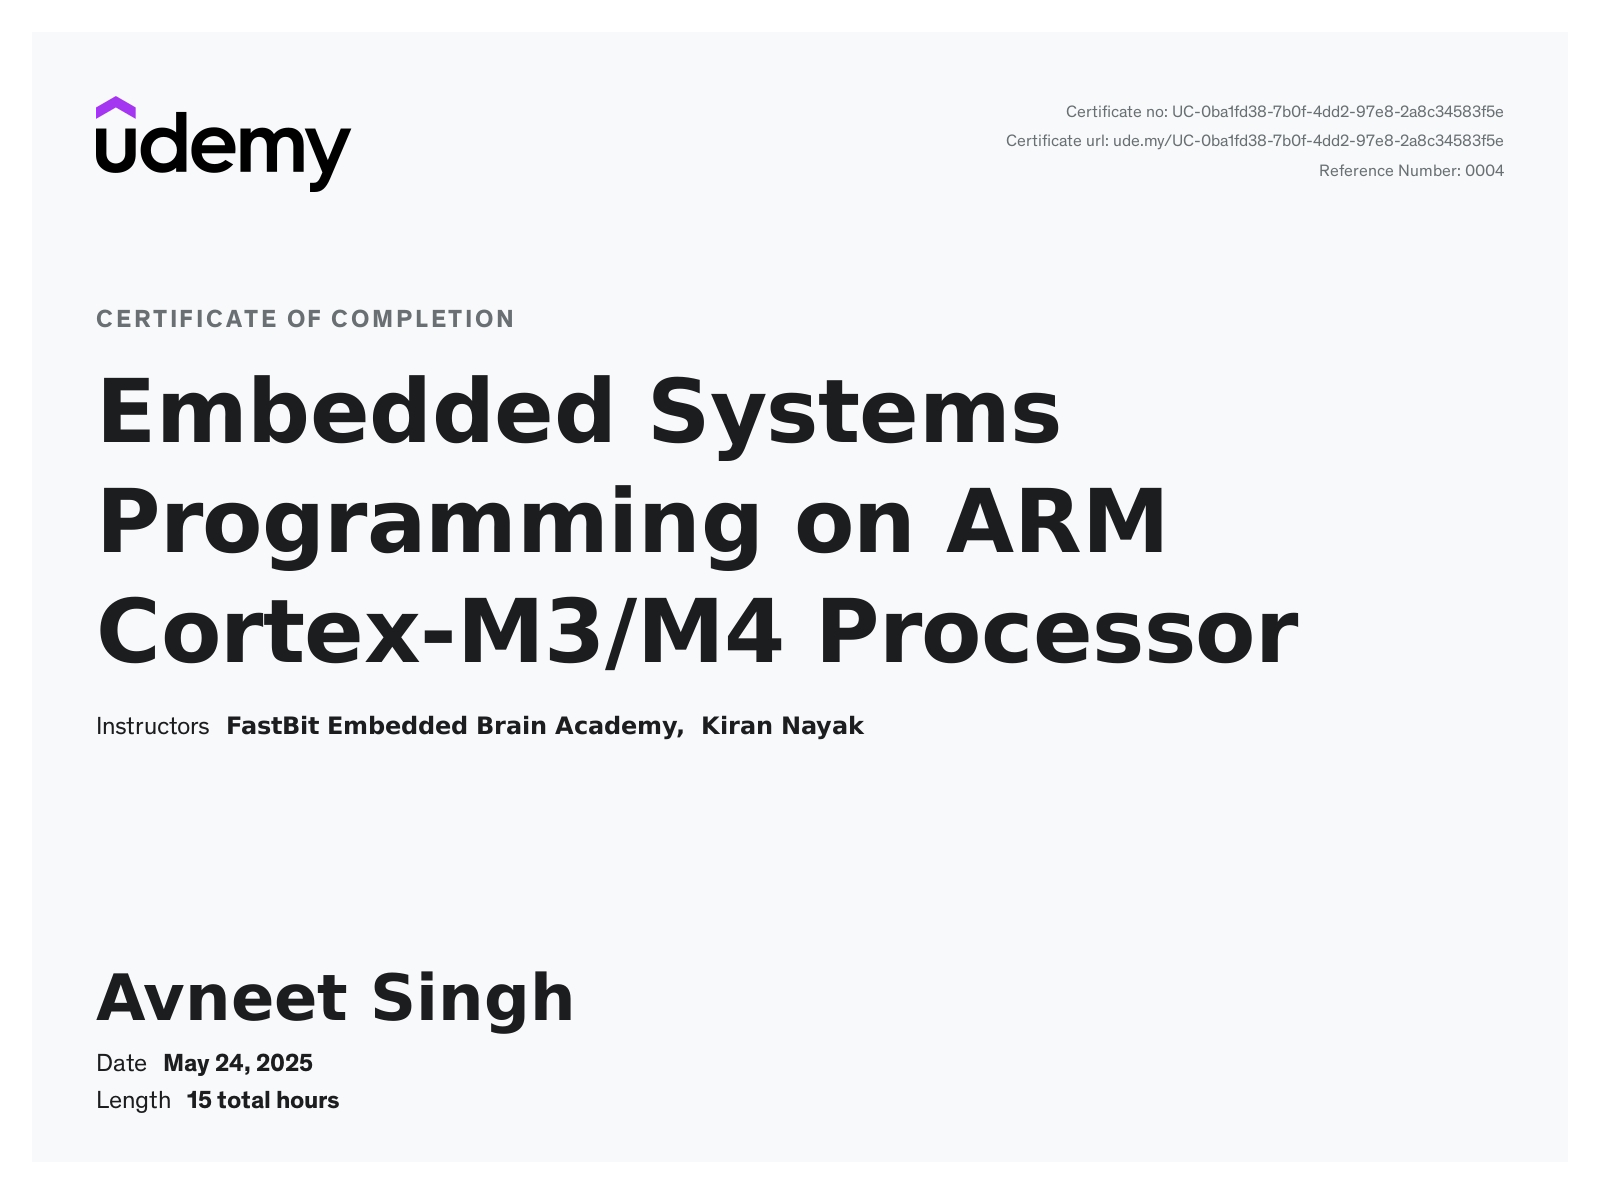 udemy
Certificate no: UC-0ba1fd38-7b0f-4dd2-97e8-2a8c34583f5e
Certificate url: ude.my/UC-0ba1fd38-7b0f-4dd2-97e8-2a8c34583f5e
Reference Number: 0004
CERTIFICATE OF COMPLETION
Embedded Systems
Programming on ARM
Cortex-M3/M4 Processor
Instructors FastBit Embedded Brain Academy, Kiran Nayak
Avneet Singh
Date May 24, 2025
Length 15 total hours